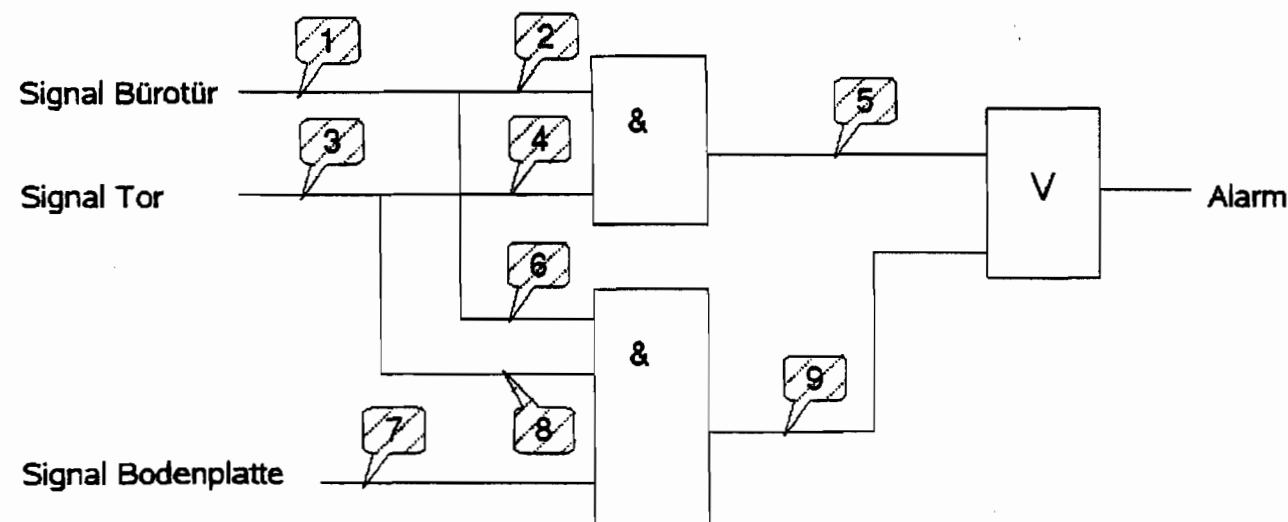 1
2
Signal Bürotür
&
5
3
4
Signal Tor
V
Alarm
6
&
9
7
8
Signal Bodenplatte